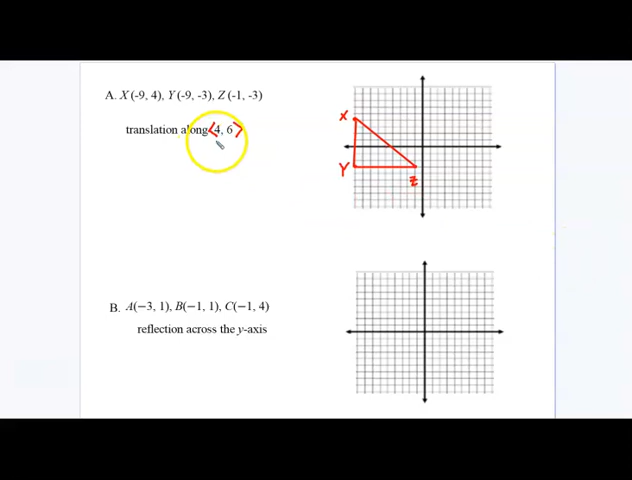 A. X (-9, 4), Y (-9, -3), Z (-1, -3)
translation along <4, 6>
X
Y
Z
B. A(−3, 1), B(−1, 1), C(−1, 4)
reflection across the y-axis